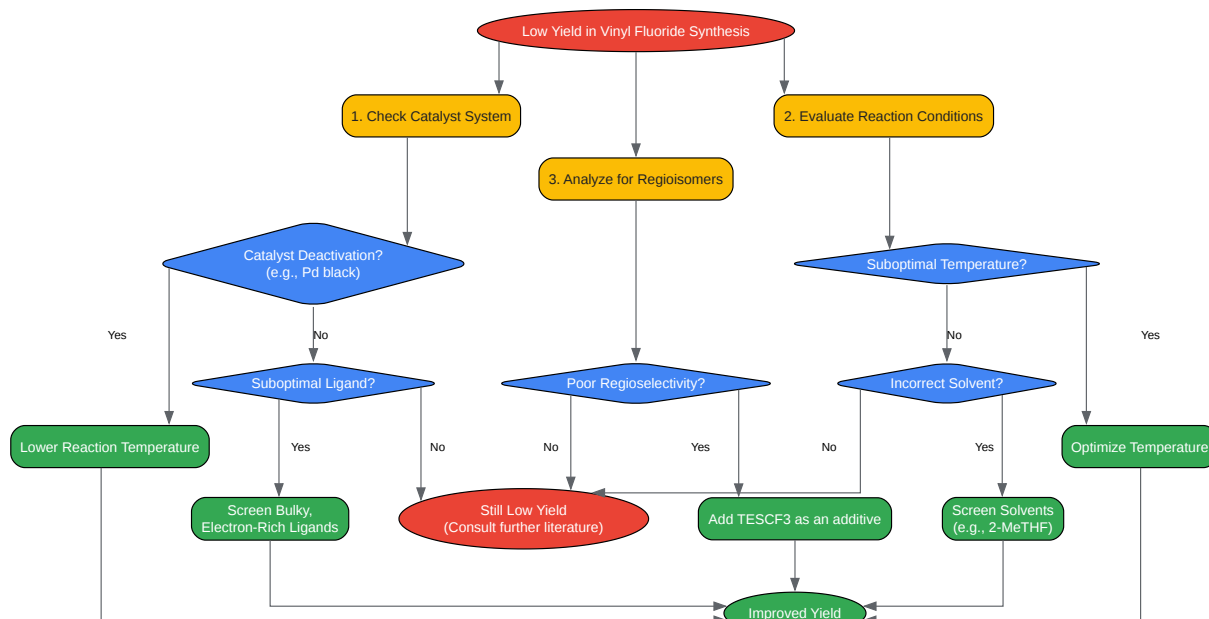 Low Yield in Vinyl Fluoride Synthesis
1. Check Catalyst System
2. Evaluate Reaction Conditions
3. Analyze for Regioisomers
Catalyst Deactivation?
(e.g., Pd black)
Suboptimal Temperature?
Yes
No
No
Yes
Suboptimal Ligand?
Poor Regioselectivity?
Incorrect Solvent?
Lower Reaction Temperature
Yes
No
No
Yes
No
Yes
Optimize Temperature
Screen Bulky,
Electron-Rich Ligands
Still Low Yield
(Consult further literature)
Add TESCF3 as an additive
Screen Solvents
(e.g., 2-MeTHF)
Improved Yield